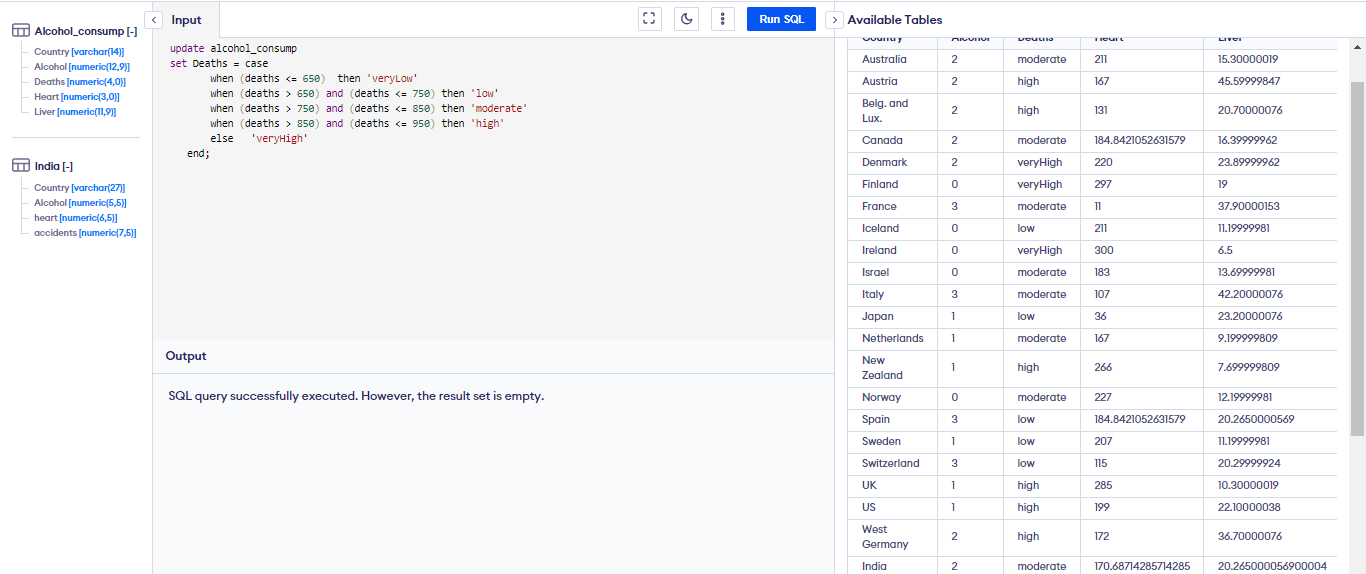 Alcohol_consump [-]
Country [varchar(14)]
Alcohol [numeric(12,9)]
Deaths [numeric(4,0)]
Heart [numeric(3,0)]
Liver [numeric(11,9)]
India [-]
Country [varchar(27)]
Alcohol [numeric(5,5)]
heart [numeric(6,5)]
accidents [numeric(7,5)]
Input
Run SQL
update alcohol_consump
set Deaths = case
when (deaths <= 650)  then 'veryLow'
when (deaths > 650) and (deaths <= 750) then 'low'
when (deaths > 750) and (deaths <= 850) then 'moderate'
when (deaths > 850) and (deaths <= 950) then 'high'
else   'veryHigh'
end;
Output
SQL query successfully executed. However, the result set is empty.
Available Tables
Country Alcohol Deaths Heart Liver
Australia 2 moderate 211 15.30000019
Austria 2 high 167 45.59999847
Belg. and
Lux. 2 high 131 20.70000076
Canada 2 moderate 184.8421052631579 16.39999962
Denmark 2 veryHigh 220 23.89999962
Finland 0 veryHigh 297 19
France 3 moderate 11 37.90000153
Iceland 0 low 211 11.19999981
Ireland 0 veryHigh 300 6.5
Israel 0 moderate 183 13.69999981
Italy 3 moderate 107 42.20000076
Japan 1 low 36 23.20000076
Netherlands 1 moderate 167 9.199999809
New
Zealand 1 high 266 7.699999809
Norway 0 moderate 227 12.19999981
Spain 3 low 184.8421052631579 20.2650000569
Sweden 1 low 207 11.19999981
Switzerland 3 low 115 20.29999924
UK 1 high 285 10.30000019
US 1 high 199 22.10000038
West
Germany 2 high 172 36.70000076
India 2 moderate 170.68714285714285 20.265000056900004